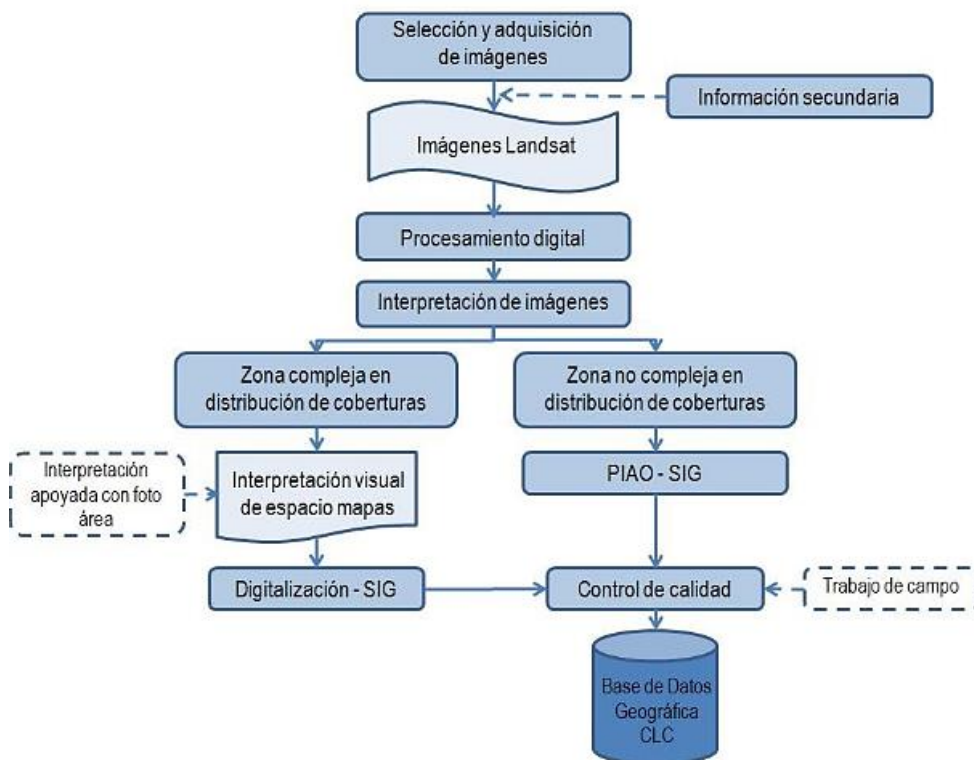 Selección y adquisición
de imágenes
Información secundaria
Imágenes Landsat
Procesamiento digital
Interpretación de imágenes
Zona compleja en
distribución de coberturas
Zona no compleja en
distribución de coberturas
Interpretación
apoyada con foto
área
Interpretación visual
de espacio mapas
PIAO - SIG
Digitalización - SIG
Control de calidad
Trabajo de campo
Base de Datos
Geográfica
CLC